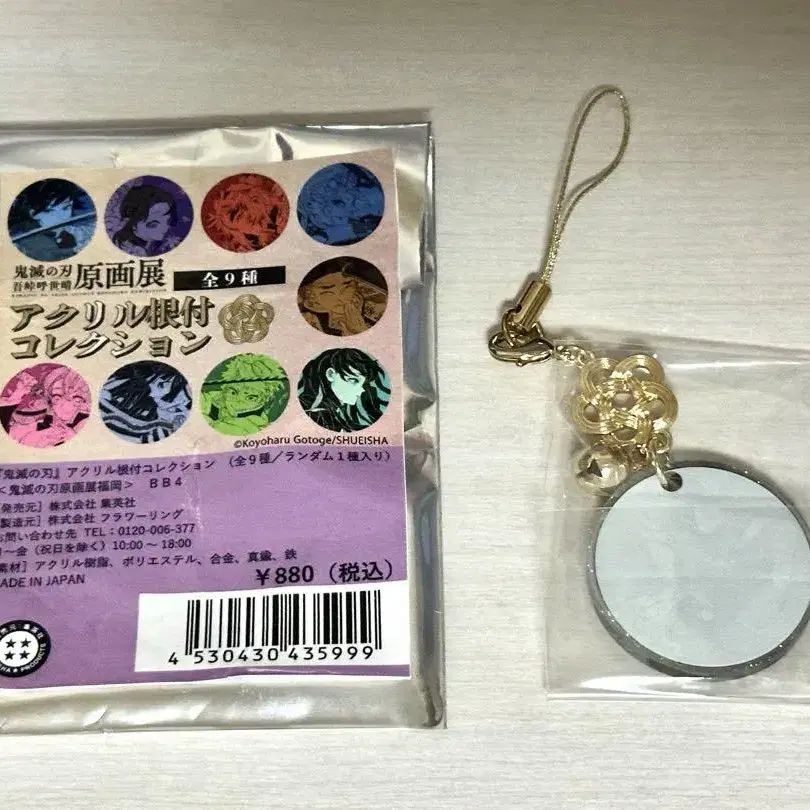 鬼滅の刃
吾峠呼世晴
原画展
全9種
アクリル根付
コレクション
©Koyoharu Gotoge/SHUEISHA
『鬼滅の刃』アクリル根付コレクション (全9種/ランダム1種入り)
<鬼滅の刃原画展福岡> BB4
発売元］株式会社 集英社
製造元］株式会社 フラワーリング
お問い合わせ先 TEL：0120-006-377
～金（祝日を除く）10:00～18:00
素材］アクリル樹脂、ポリエステル、合金、真鍮、鉄
MADE IN JAPAN
￥880（税込）
4 530430 435999